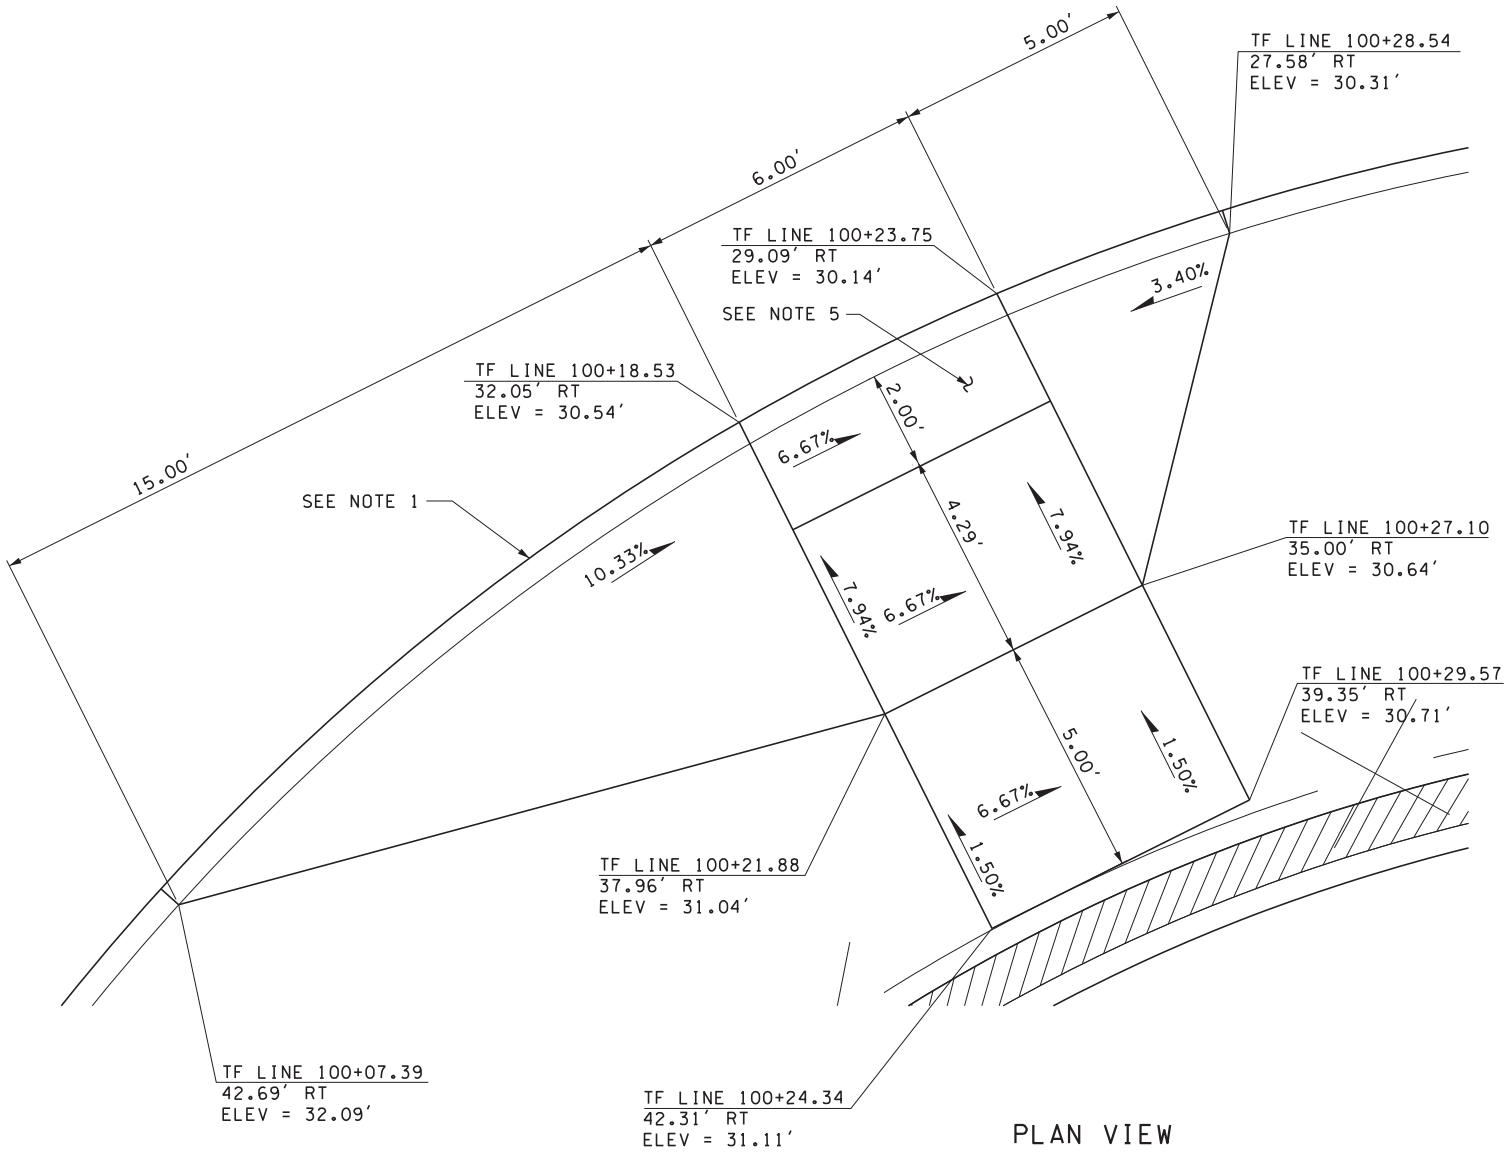 5.00′
TF LINE 100+28.54
27.58′ RT
ELEV = 30.31′
6.00′
TF LINE 100+23.75
29.09′ RT
ELEV = 30.14′
3.40%
SEE NOTE 5
TF LINE 100+18.53
32.05′ RT
ELEV = 30.54′
2.00′
6.67%
15.00′
SEE NOTE 1
4.29′
7.94%
TF LINE 100+27.10
35.00′ RT
ELEV = 30.64′
10.33%
7.94%
6.67%
TF LINE 100+29.57
39.35′ RT
ELEV = 30.71′
5.00′
1.50%
6.67%
1.50%
TF LINE 100+21.88
37.96′ RT
ELEV = 31.04′
TF LINE 100+07.39
42.69′ RT
ELEV = 32.09′
TF LINE 100+24.34
42.31′ RT
ELEV = 31.11′
PLAN VIEW